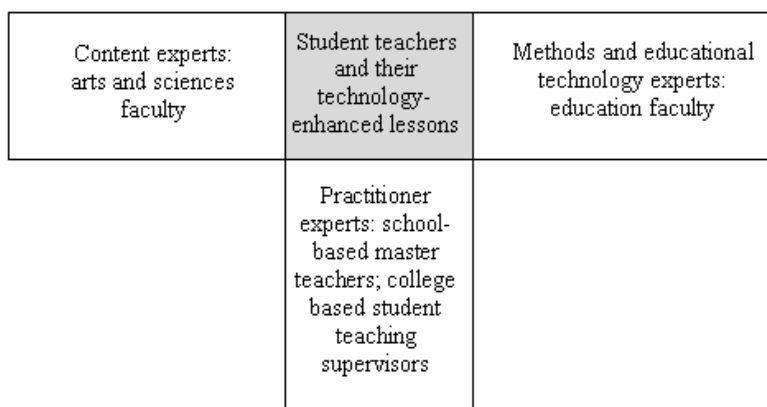 Content experts:
arts and sciences
faculty
Student teachers
and their
technology-
enhanced lessons
Methods and educational
technology experts:
education faculty
Practitioner
experts: school-
based master
teachers; college
based student
teaching
supervisors